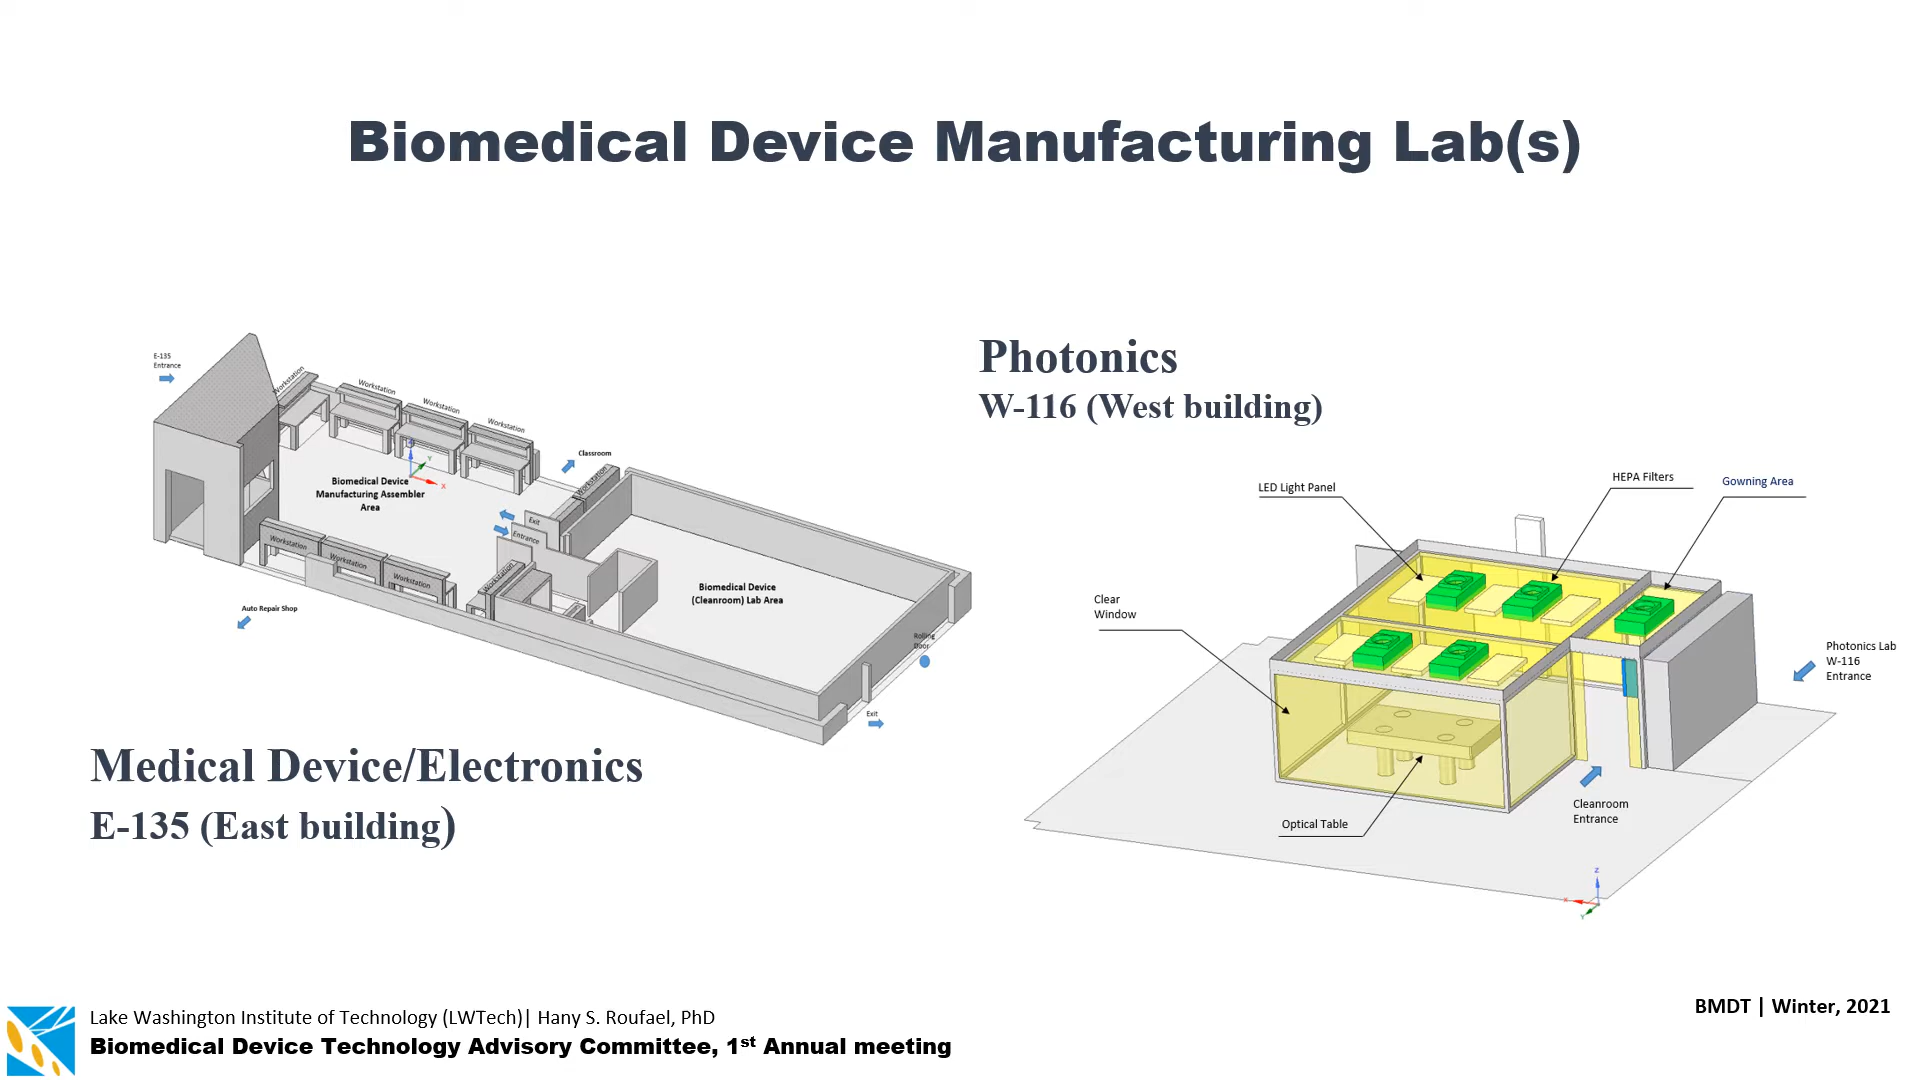 Biomedical Device Manufacturing Lab(s)
E-135
Entrance
Workstation
Workstation
Workstation
Workstation
Classroom
Workstation
Biomedical Device
Manufacturing Assembler
Area
Exit
Entrance
Workstation
Workstation
Workstation
Workstation
Auto Repair Shop
Biomedical Device
(Cleanroom) Lab Area
Rolling
Door
Exit
Z
Y
X
Medical Device/Electronics
E-135 (East building)
Photonics
W-116 (West building)
LED Light Panel
HEPA Filters
Gowning Area
Clear
Window
Photonics Lab
W-116
Entrance
Cleanroom
Entrance
Optical Table
Z
X
Y
Lake Washington Institute of Technology (LWTech)| Hany S. Roufael, PhD
Biomedical Device Technology Advisory Committee, 1st Annual meeting
BMDT | Winter, 2021